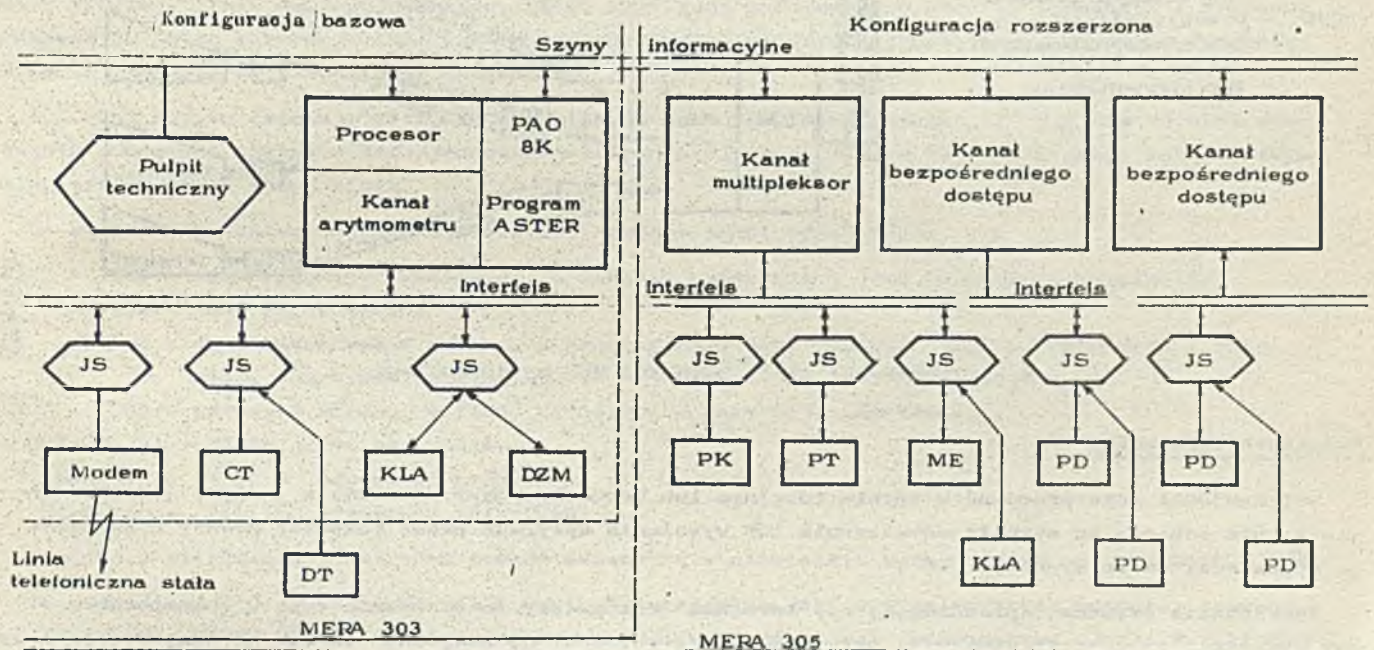 Konfiguracja bazowa
Konfiguracja rozszerzona
Szyny Informacyjne
Pulpit
techniczny
Procesor
Kanał
arytmometru
PAO
8K
Program
ASTER
Kanał
multipleksor
Kanał
bezpośredniego
dostępu
Kanał
bezpośredniego
dostępu
Interfejs
Interfejs
Interfejs
JS
JS
JS
JS
JS
JS
JS
JS
Modem
CT
KLA
DZM
PK
PT
ME
PD
PD
Linia
telefoniczna stała
DT
KLA
PD
PD
MERA 303
MERA 305